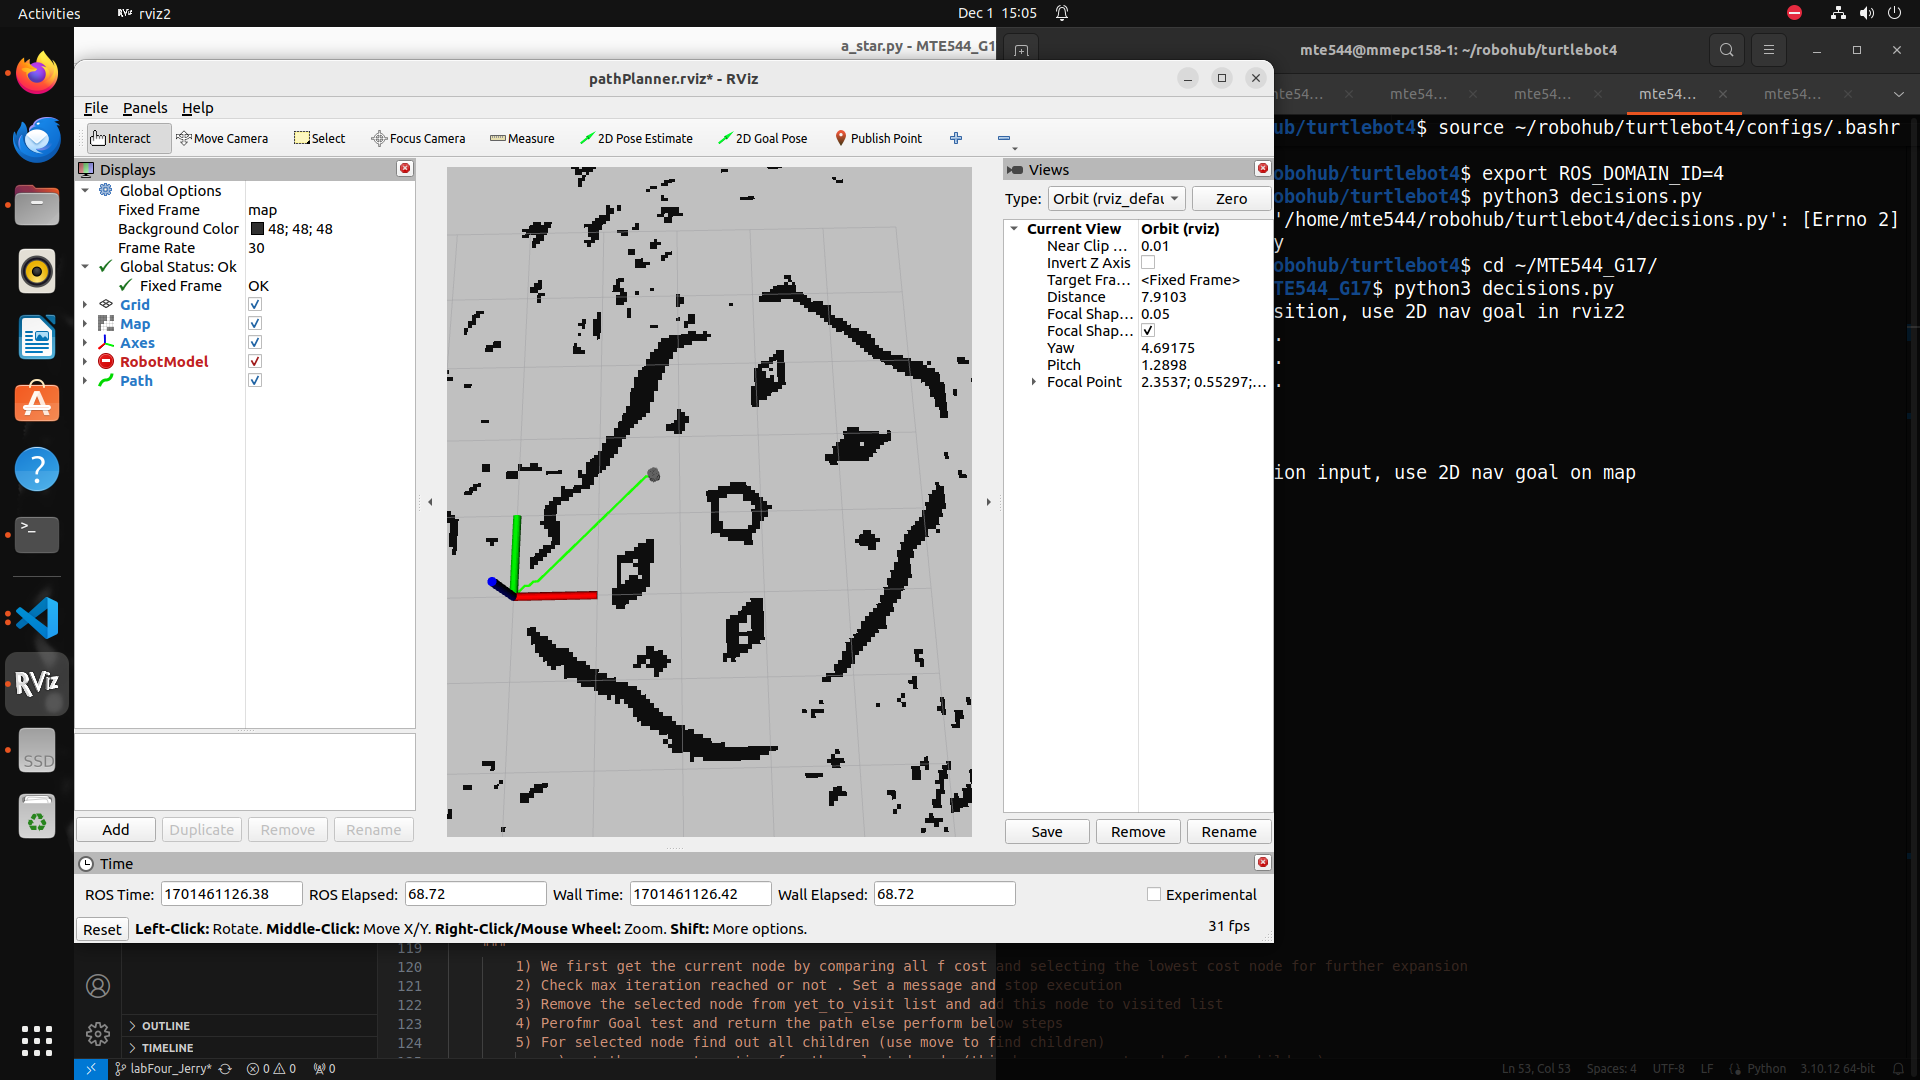 Activities
rviz2
Dec 1 15:05
a_star.py - MTE544_G1
mte544@mmepc158-1: ~/robohub/turtlebot4
pathPlanner.rviz* - RViz
mte54...
mte54...
mte54...
mte54...
File Panels Help
Interact
Move Camera
Select
Focus Camera
Measure
2D Pose Estimate
2D Goal Pose
Publish Point
ub/turtlebot4$ source ~/robohub/turtlebot4/configs/.bashr
obohub/turtlebot4$ export ROS_DOMAIN_ID=4
obohub/turtlebot4$ python3 decisions.py
'/home/mte544/robohub/turtlebot4/decisions.py': [Errno 2]
y
obohub/turtlebot4$ cd ~/MTE544_G17/
TE544_G17$ python3 decisions.py
sition, use 2D nav goal in rviz2
.
.
.
ion input, use 2D nav goal on map
Displays
Global Options
Fixed Frame map
Background Color 48; 48; 48
Frame Rate 30
Global Status: Ok
Fixed Frame OK
Grid
Map
Axes
RobotModel
Path
Add
Duplicate
Remove
Rename
Views
Type: Orbit (rviz_defau
Zero
Current View Orbit (rviz)
Near Clip ... 0.01
Invert Z Axis
Target Fra... <Fixed Frame>
Distance 7.9103
Focal Shap... 0.05
Focal Shap...
Yaw 4.69175
Pitch 1.2898
Focal Point 2.3537; 0.55297;...
Save
Remove
Rename
RViz
SSD
Time
ROS Time: 1701461126.38
ROS Elapsed: 68.72
Wall Time: 1701461126.42
Wall Elapsed: 68.72
Experimental
Reset
Left-Click: Rotate. Middle-Click: Move X/Y. Right-Click/Mouse Wheel: Zoom. Shift: More options.
31 fps
119 """
120 1) We first get the current node by comparing all f cost and selecting the lowest cost node for further expansion
121 2) Check max iteration reached or not . Set a message and stop execution
122 3) Remove the selected node from yet_to_visit list and add this node to visited list
123 4) Perofmr Goal test and return the path else perform below steps
124 5) For selected node find out all children (use move to find children)
OUTLINE
TIMELINE
labFour_Jerry*
0 0
0
Ln 53, Col 53
Spaces: 4
UTF-8
LF
Python
3.10.12 64-bit